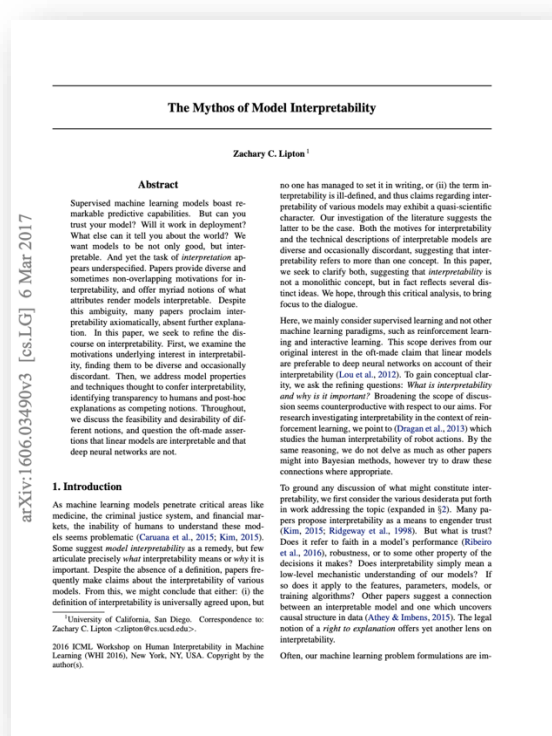 The Mythos of Model Interpretability
Zachary C. Lipton 1
Abstract
Supervised machine learning models boast re-
markable predictive capabilities. But can you
trust your model? Will it work in deployment?
What else can it tell you about the world? We
want models to be not only good, but inter-
pretable. And yet the task of interpretation ap-
pears underspecified. Papers provide diverse and
sometimes non-overlapping motivations for in-
terpretability, and offer myriad notions of what
attributes render models interpretable. Despite
this ambiguity, many papers proclaim inter-
pretability axiomatically, absent further explana-
tion. In this paper, we seek to refine the dis-
course on interpretability. First, we examine the
motivations underlying interest in interpretabil-
ity, finding them to be diverse and occasionally
discordant. Then, we address model properties
and techniques thought to confer interpretability,
identifying transparency to humans and post-hoc
explanations as competing notions. Throughout,
we discuss the feasibility and desirability of dif-
ferent notions, and question the oft-made asser-
tions that linear models are interpretable and that
deep neural networks are not.
1. Introduction
As machine learning models penetrate critical areas like
medicine, the criminal justice system, and financial mar-
kets, the inability of humans to understand these mod-
els seems problematic (Caruana et al., 2015; Kim, 2015).
Some suggest model interpretability as a remedy, but few
articulate precisely what interpretability means or why it is
important. Despite the absence of a definition, papers fre-
quently make claims about the interpretability of various
models. From this, we might conclude that either: (i) the
definition of interpretability is universally agreed upon, but
1University of California, San Diego. Correspondence to:
Zachary C. Lipton <zlipton@cs.ucsd.edu>.
2016 ICML Workshop on Human Interpretability in Machine
Learning (WHI 2016), New York, NY, USA. Copyright by the
author(s).
no one has managed to set it in writing, or (ii) the term in-
terpretability is ill-defined, and thus claims regarding inter-
pretability of various models may exhibit a quasi-scientific
character. Our investigation of the literature suggests the
latter to be the case. Both the motives for interpretability
and the technical descriptions of interpretable models are
diverse and occasionally discordant, suggesting that inter-
pretability refers to more than one concept. In this paper,
we seek to clarify both, suggesting that interpretability is
not a monolithic concept, but in fact reflects several dis-
tinct ideas. We hope, through this critical analysis, to bring
focus to the dialogue.
Here, we mainly consider supervised learning and not other
machine learning paradigms, such as reinforcement learn-
ing and interactive learning. This scope derives from our
original interest in the oft-made claim that linear models
are preferable to deep neural networks on account of their
interpretability (Lou et al., 2012). To gain conceptual clar-
ity, we ask the refining questions: What is interpretability
and why is it important? Broadening the scope of discus-
sion seems counterproductive with respect to our aims. For
research investigating interpretability in the context of rein-
forcement learning, we point to (Dragan et al., 2013) which
studies the human interpretability of robot actions. By the
same reasoning, we do not delve as much as other papers
might into Bayesian methods, however try to draw these
connections where appropriate.
To ground any discussion of what might constitute inter-
pretability, we first consider the various desiderata put forth
in work addressing the topic (expanded in §2). Many pa-
pers propose interpretability as a means to engender trust
(Kim, 2015; Ridgeway et al., 1998). But what is trust?
Does it refer to faith in a model's performance (Ribeiro
et al., 2016), robustness, or to some other property of the
decisions it makes? Does interpretability simply mean a
low-level mechanistic understanding of our models? If
so does it apply to the features, parameters, models, or
training algorithms? Other papers suggest a connection
between an interpretable model and one which uncovers
causal structure in data (Athey & Imbens, 2015). The legal
notion of a right to explanation offers yet another lens on
interpretability.
Often, our machine learning problem formulations are im-
arXiv:1606.03490v3 [cs.LG] 6 Mar 2017